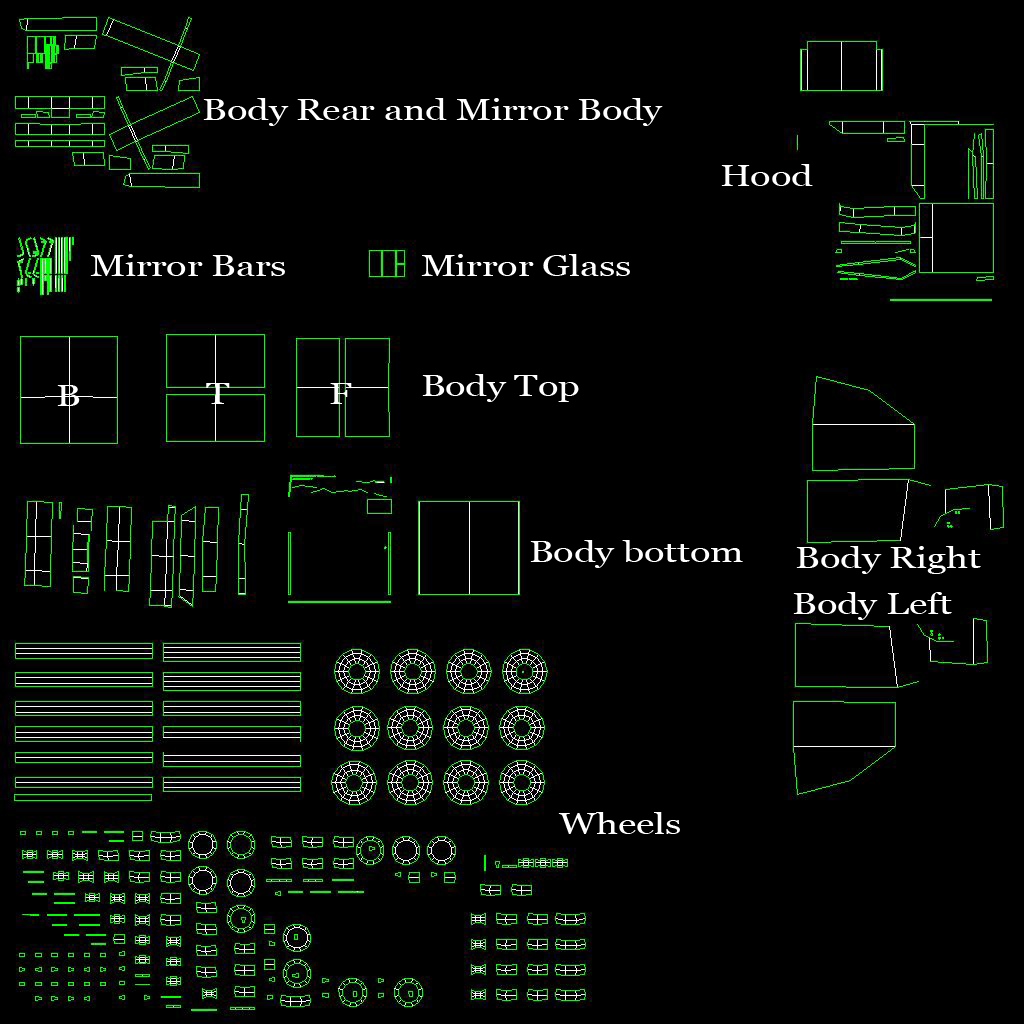 Body Rear and Mirror Body
Hood
Mirror Bars
Mirror Glass
B
T
F
Body Top
Body bottom
Body Right
Body Left
Wheels